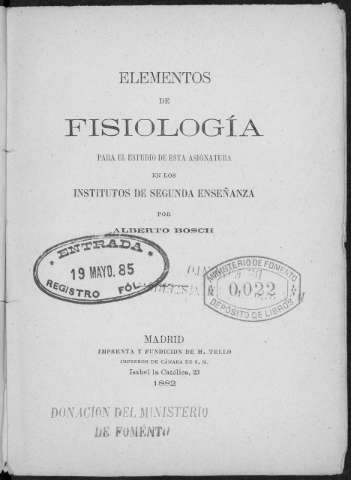 ELEMENTOS
DE
FISIOLOGÍA
PARA EL ESTUDIO DE ESTA ASIGNATURA
EN LOS
INSTITUTOS DE SEGUNDA ENSEÑANZA
POR
ALBERTO BOSCH
ENTRADA
19 MAYO. 85
REGISTRO FÓL.
MINISTERIO DE FOMENTO
0,022
DEPÓSITO DE LIBROS
MADRID
IMPRENTA Y FUNDICION DE M. TELLO
IMPRESOR DE CÁMARA DE S. M.
Isabel la Católica, 23
1882
DONACION DEL MINISTERIO
DE FOMENTO